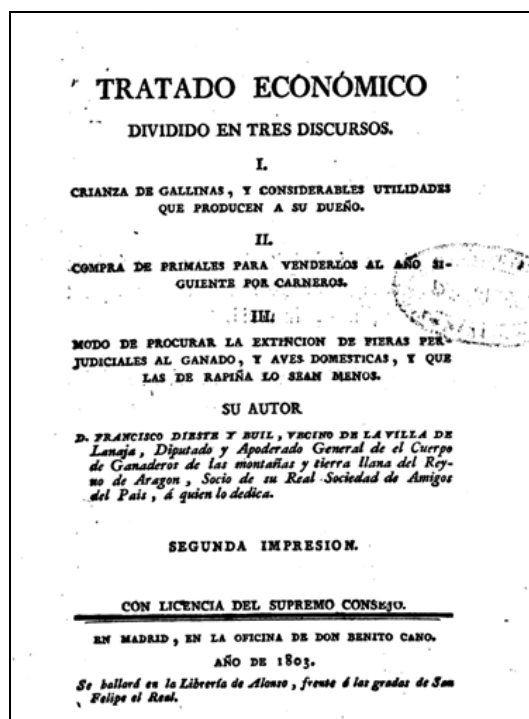 TRATADO ECONÓMICO
DIVIDIDO EN TRES DISCURSOS.
I.
CRIANZA DE GALLINAS, Y CONSIDERABLES UTILIDADES
QUE PRODUCEN A SU DUEÑO.
II.
COMPRA DE PRIMALES PARA VENDERLOS AL AÑO SI-
GUIENTE POR CARNEROS.
III.
MODO DE PROCURAR LA EXTINCION DE FIERAS PER-
JUDICIALES AL GANADO, Y AVES DOMESTICAS, Y QUE
LAS DE RAPIÑA LO SEAN MENOS.
SU AUTOR
D. FRANCISCO DIESTE Y BUIL, VECINO DE LA VILLA DE
Lanaja, Diputado y Apoderado General de el Cuerpo
de Ganaderos de las montañas y tierra llana del Rey-
no de Aragon, Socio de su Real Sociedad de Amigos
del Pais, á quien lo dedica.
SEGUNDA IMPRESION.
CON LICENCIA DEL SUPREMO CONSEJO.
EN MADRID, EN LA OFICINA DE DON BENITO CANO.
AÑO DE 1803.
Se hallará en la Librería de Alonso, frente á las gradas de San
Felipe el Real.